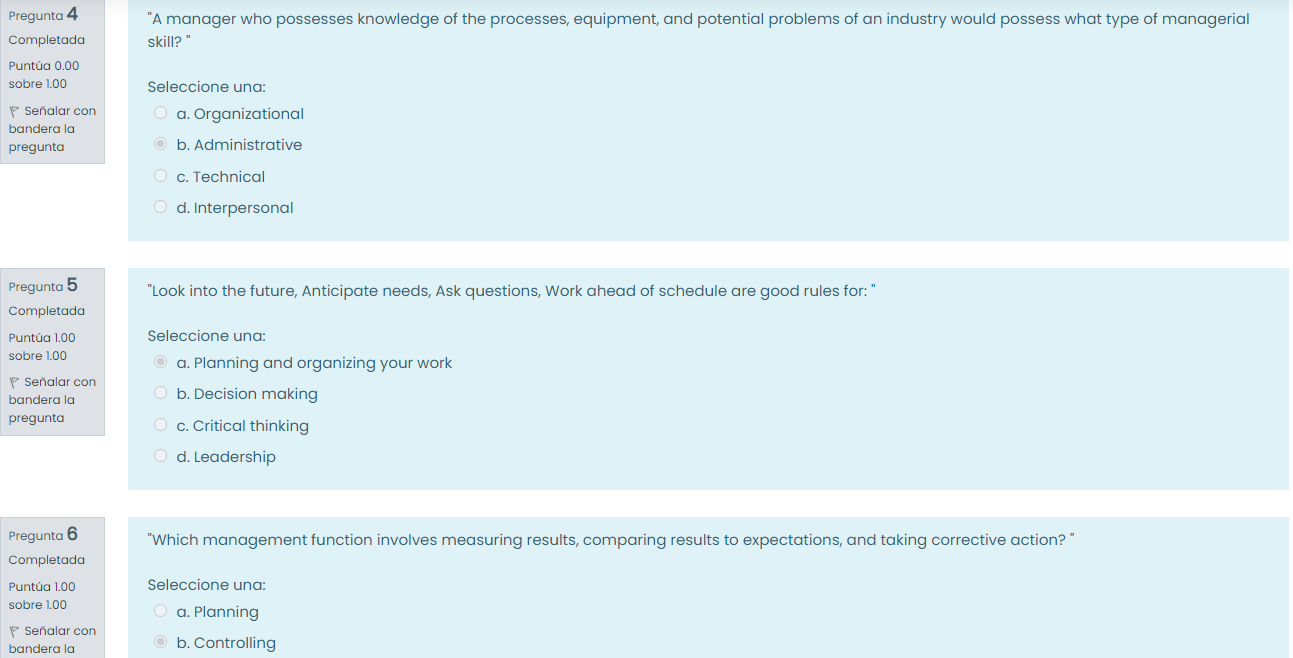 Pregunta 4
Completada
Puntúa 0.00
sobre 1.00
Señalar con
bandera la
pregunta
"A manager who possesses knowledge of the processes, equipment, and potential problems of an industry would possess what type of managerial
skill? "
Seleccione una:
a. Organizational
b. Administrative
c. Technical
d. Interpersonal
Pregunta 5
Completada
Puntúa 1.00
sobre 1.00
Señalar con
bandera la
pregunta
"Look into the future, Anticipate needs, Ask questions, Work ahead of schedule are good rules for: "
Seleccione una:
a. Planning and organizing your work
b. Decision making
c. Critical thinking
d. Leadership
Pregunta 6
Completada
Puntúa 1.00
sobre 1.00
Señalar con
bandera la
"Which management function involves measuring results, comparing results to expectations, and taking corrective action? "
Seleccione una:
a. Planning
b. Controlling